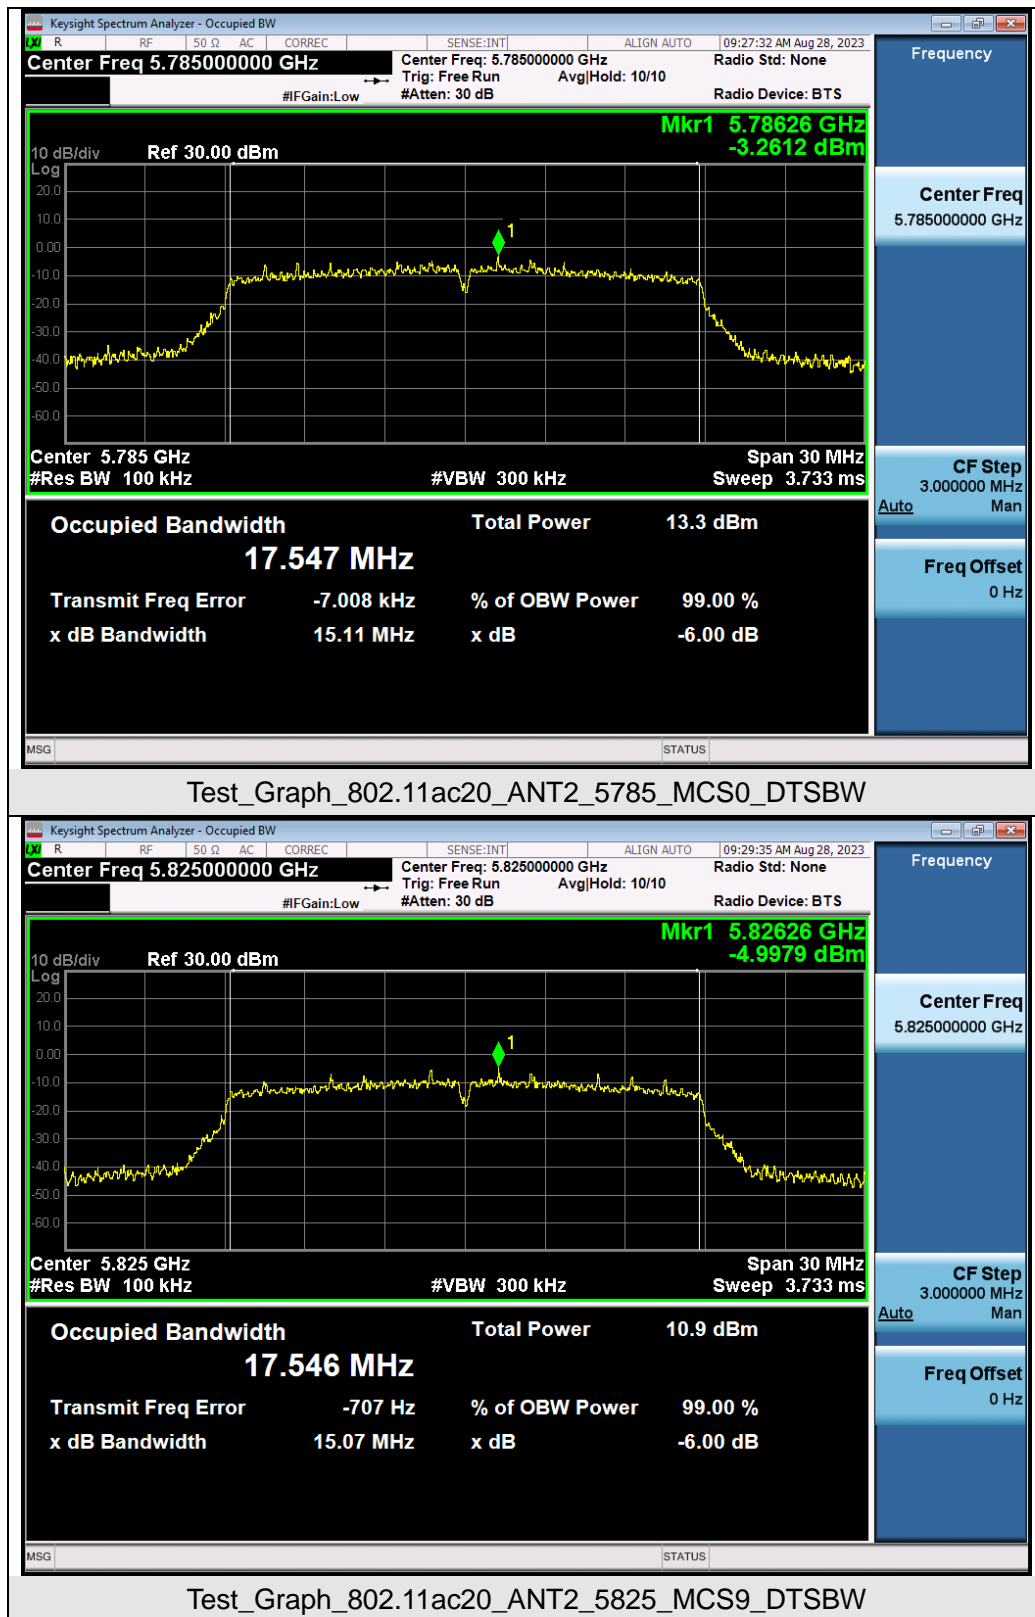 Keysight Spectrum Analyzer - Occupied BW
LXI R RF 50 Ω AC CORREC SENSE:INT ALIGN AUTO 09:27:32 AM Aug 28, 2023
Center Freq 5.785000000 GHz
Center Freq: 5.785000000 GHz Radio Std: None
Trig: Free Run Avg|Hold: 10/10
#IFGain:Low #Atten: 30 dB Radio Device: BTS
Frequency
Mkr1 5.78626 GHz
-3.2612 dBm
10 dB/div Ref 30.00 dBm
Log
20.0
10.0
0.00
-10.0
-20.0
-30.0
-40.0
-50.0
-60.0
1
Center 5.785 GHz Span 30 MHz
#Res BW 100 kHz #VBW 300 kHz Sweep 3.733 ms
Center Freq
5.785000000 GHz
CF Step
3.000000 MHz
Auto Man
Freq Offset
0 Hz
Occupied Bandwidth Total Power 13.3 dBm
17.547 MHz
Transmit Freq Error -7.008 kHz % of OBW Power 99.00 %
x dB Bandwidth 15.11 MHz x dB -6.00 dB
MSG STATUS
Test_Graph_802.11ac20_ANT2_5785_MCS0_DTSBW
Keysight Spectrum Analyzer - Occupied BW
LXI R RF 50 Ω AC CORREC SENSE:INT ALIGN AUTO 09:29:35 AM Aug 28, 2023
Center Freq 5.825000000 GHz
Center Freq: 5.825000000 GHz Radio Std: None
Trig: Free Run Avg|Hold: 10/10
#IFGain:Low #Atten: 30 dB Radio Device: BTS
Frequency
Mkr1 5.82626 GHz
-4.9979 dBm
10 dB/div Ref 30.00 dBm
Log
20.0
10.0
0.00
-10.0
-20.0
-30.0
-40.0
-50.0
-60.0
1
Center 5.825 GHz Span 30 MHz
#Res BW 100 kHz #VBW 300 kHz Sweep 3.733 ms
Center Freq
5.825000000 GHz
CF Step
3.000000 MHz
Auto Man
Freq Offset
0 Hz
Occupied Bandwidth Total Power 10.9 dBm
17.546 MHz
Transmit Freq Error -707 Hz % of OBW Power 99.00 %
x dB Bandwidth 15.07 MHz x dB -6.00 dB
MSG STATUS
Test_Graph_802.11ac20_ANT2_5825_MCS9_DTSBW